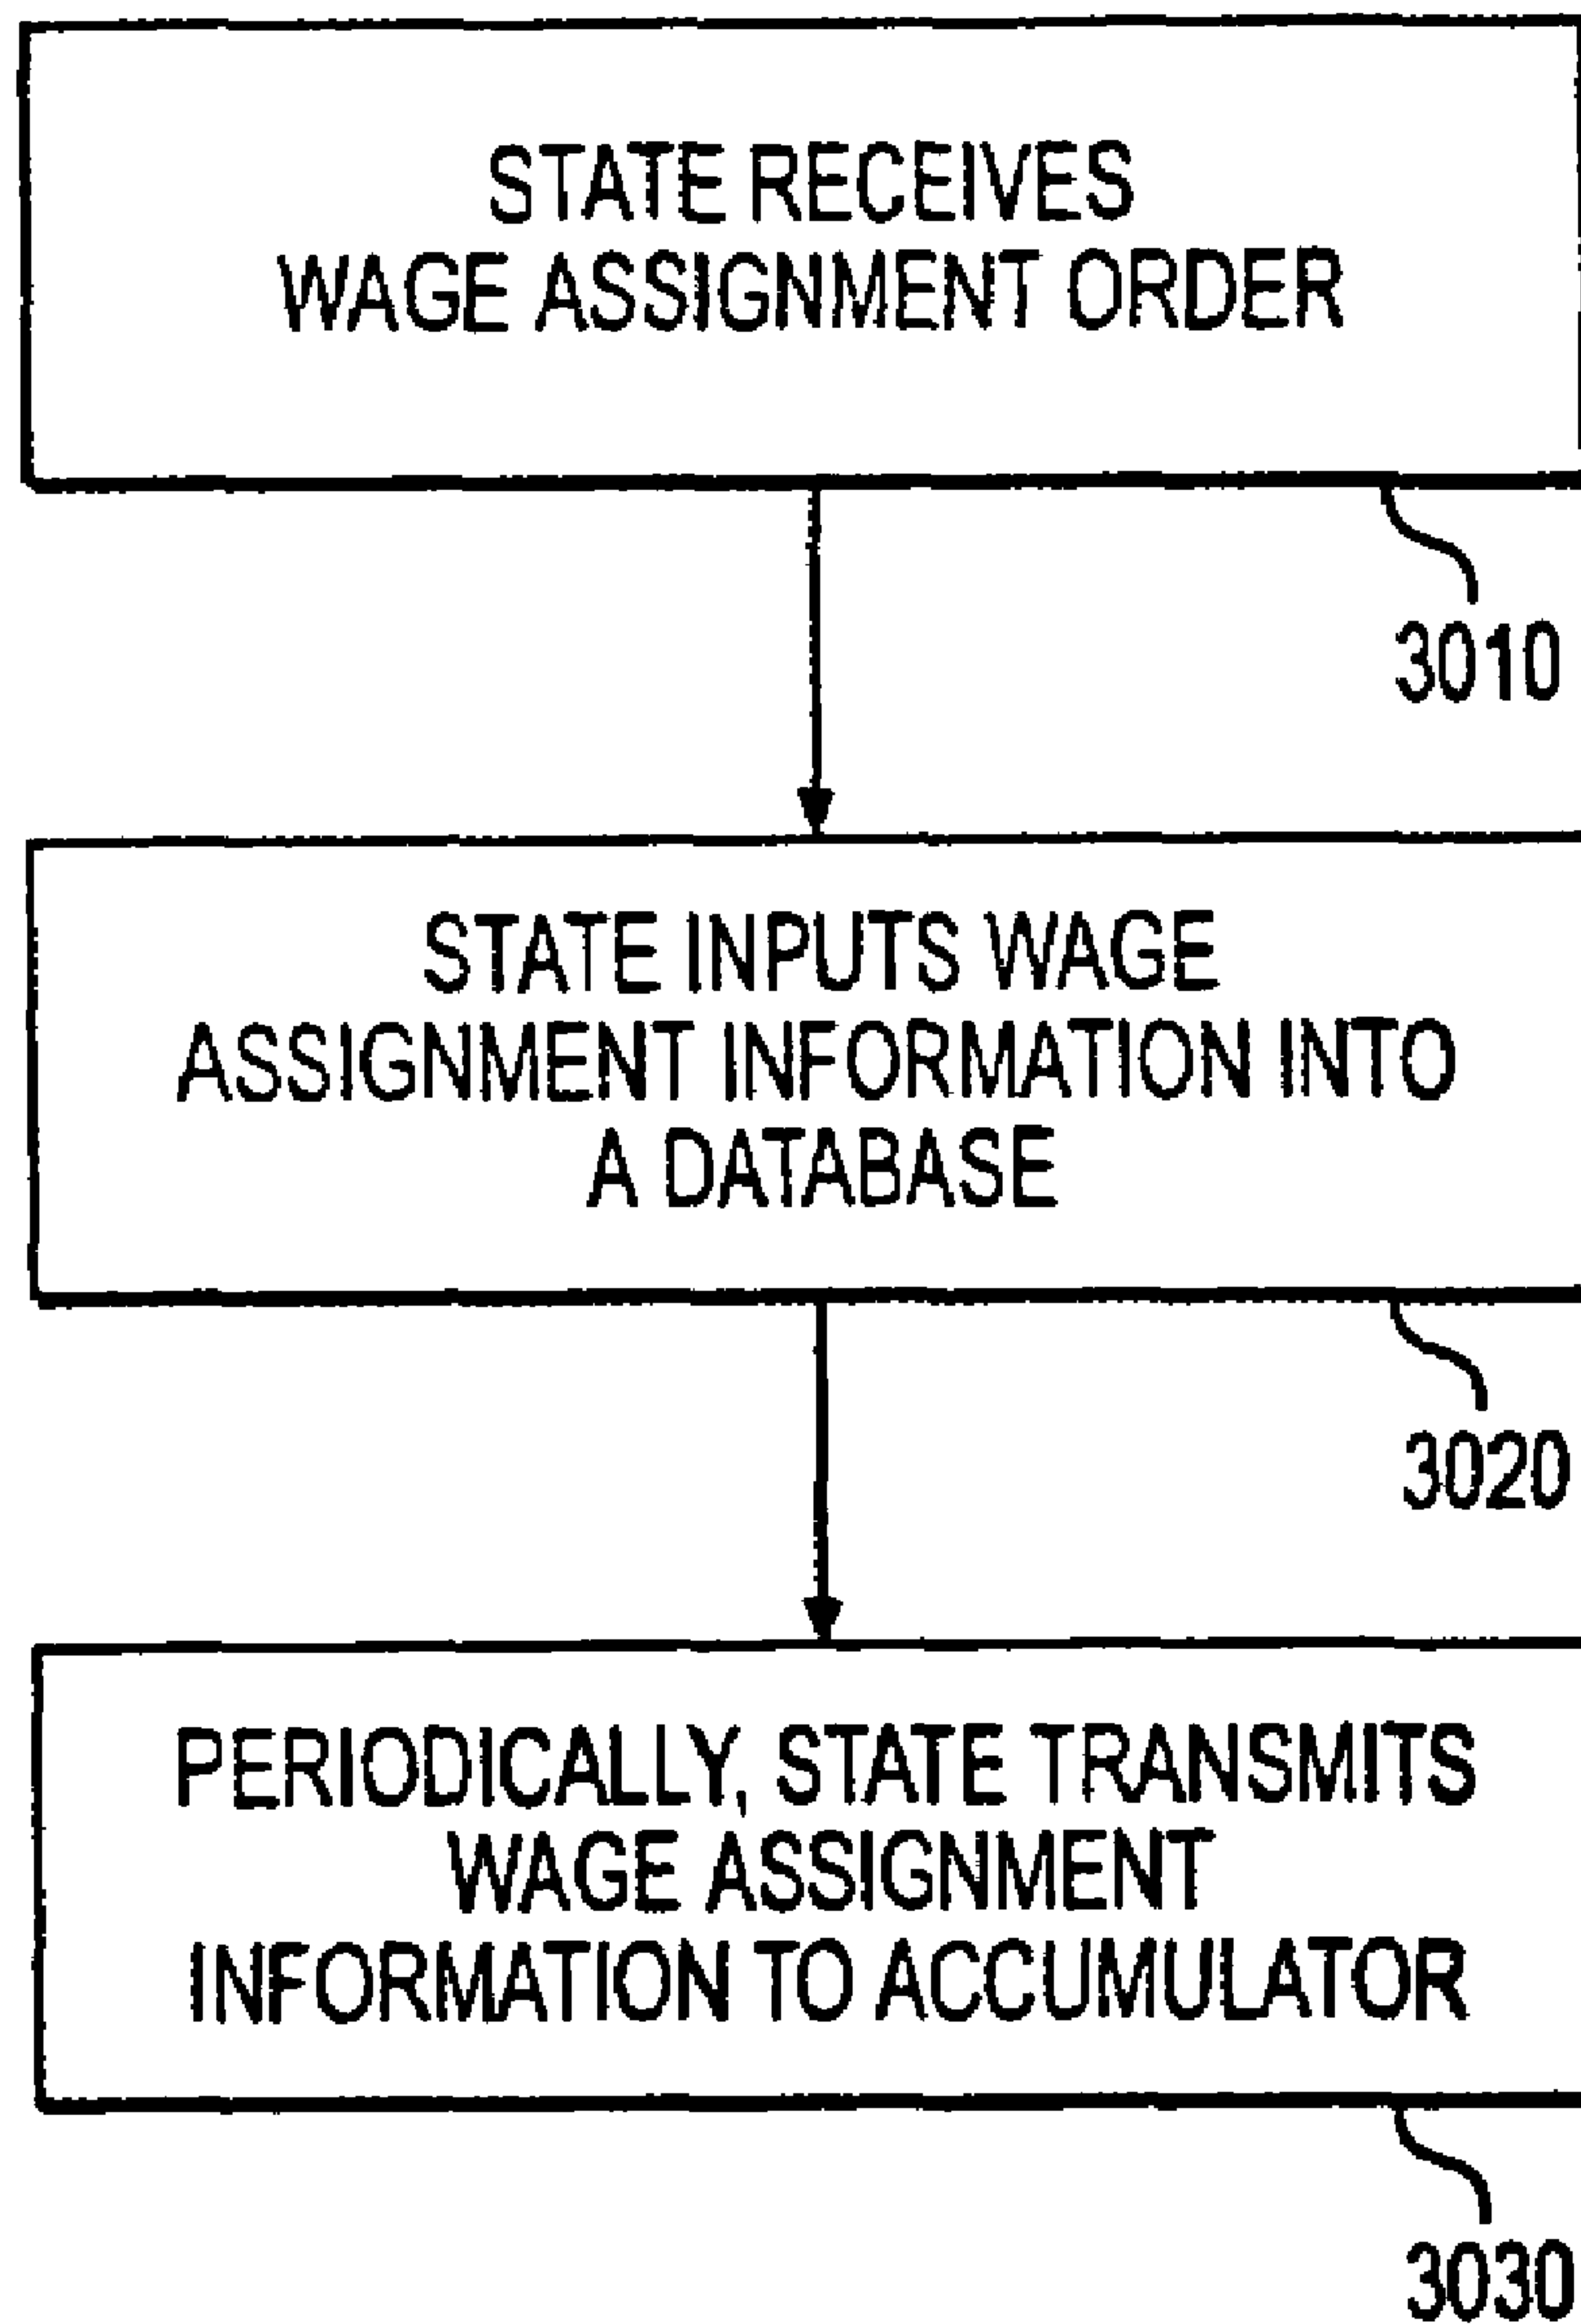 STATE RECEIVES
WAGE ASSIGNMENT ORDER
3010
STATE INPUTS WAGE
ASSIGNMENT INFORMATION INTO
A DATABASE
3020
PERIODICALLY, STATE TRANSMITS
WAGE ASSIGNMENT
INFORMATION TO ACCUMULATOR
3030